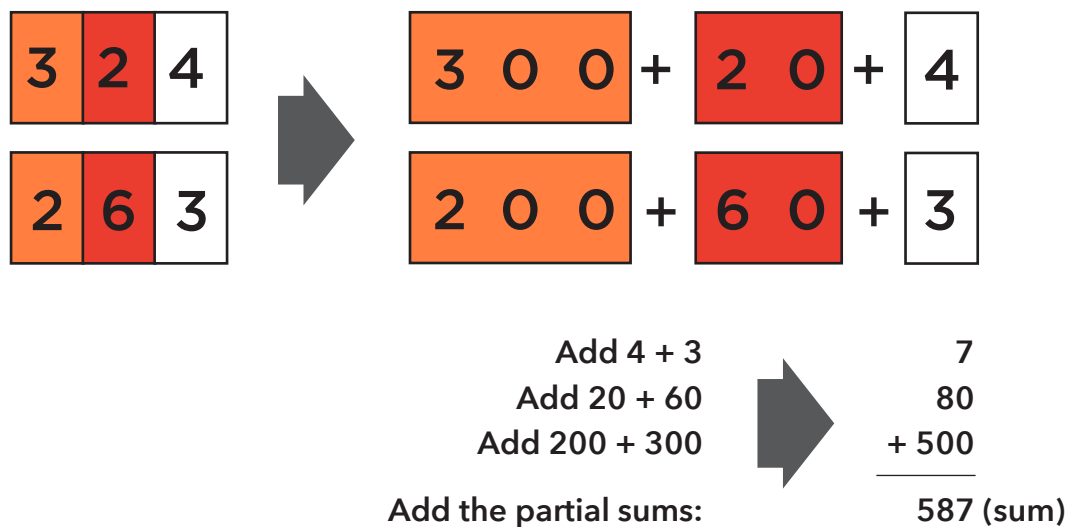 3 2 4 3 0 0 + 2 0 + 4
2 6 3 2 0 0 + 6 0 + 3
Add 4 + 3 7
Add 20 + 60 80
Add 200 + 300 + 500
Add the partial sums: 587 (sum)